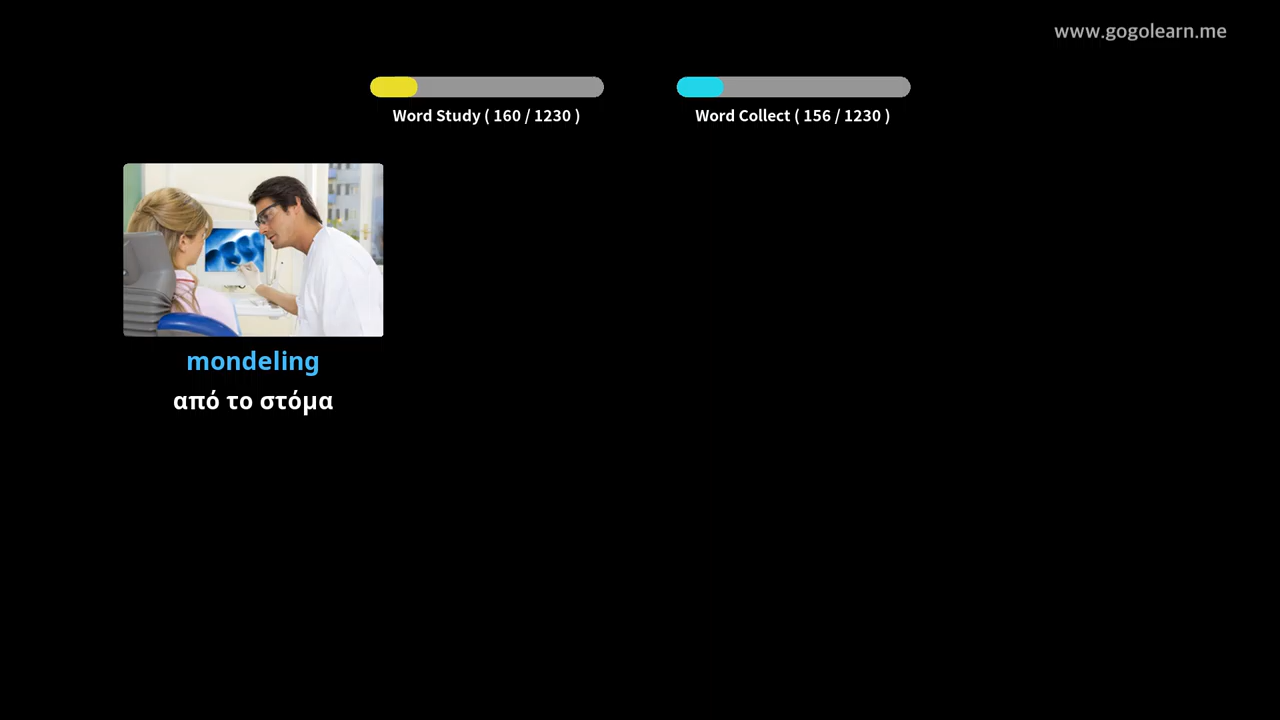 www.gogolearn.me
Word Study ( 160 / 1230 )
Word Collect ( 156 / 1230 )
mondeling
από το στόμα